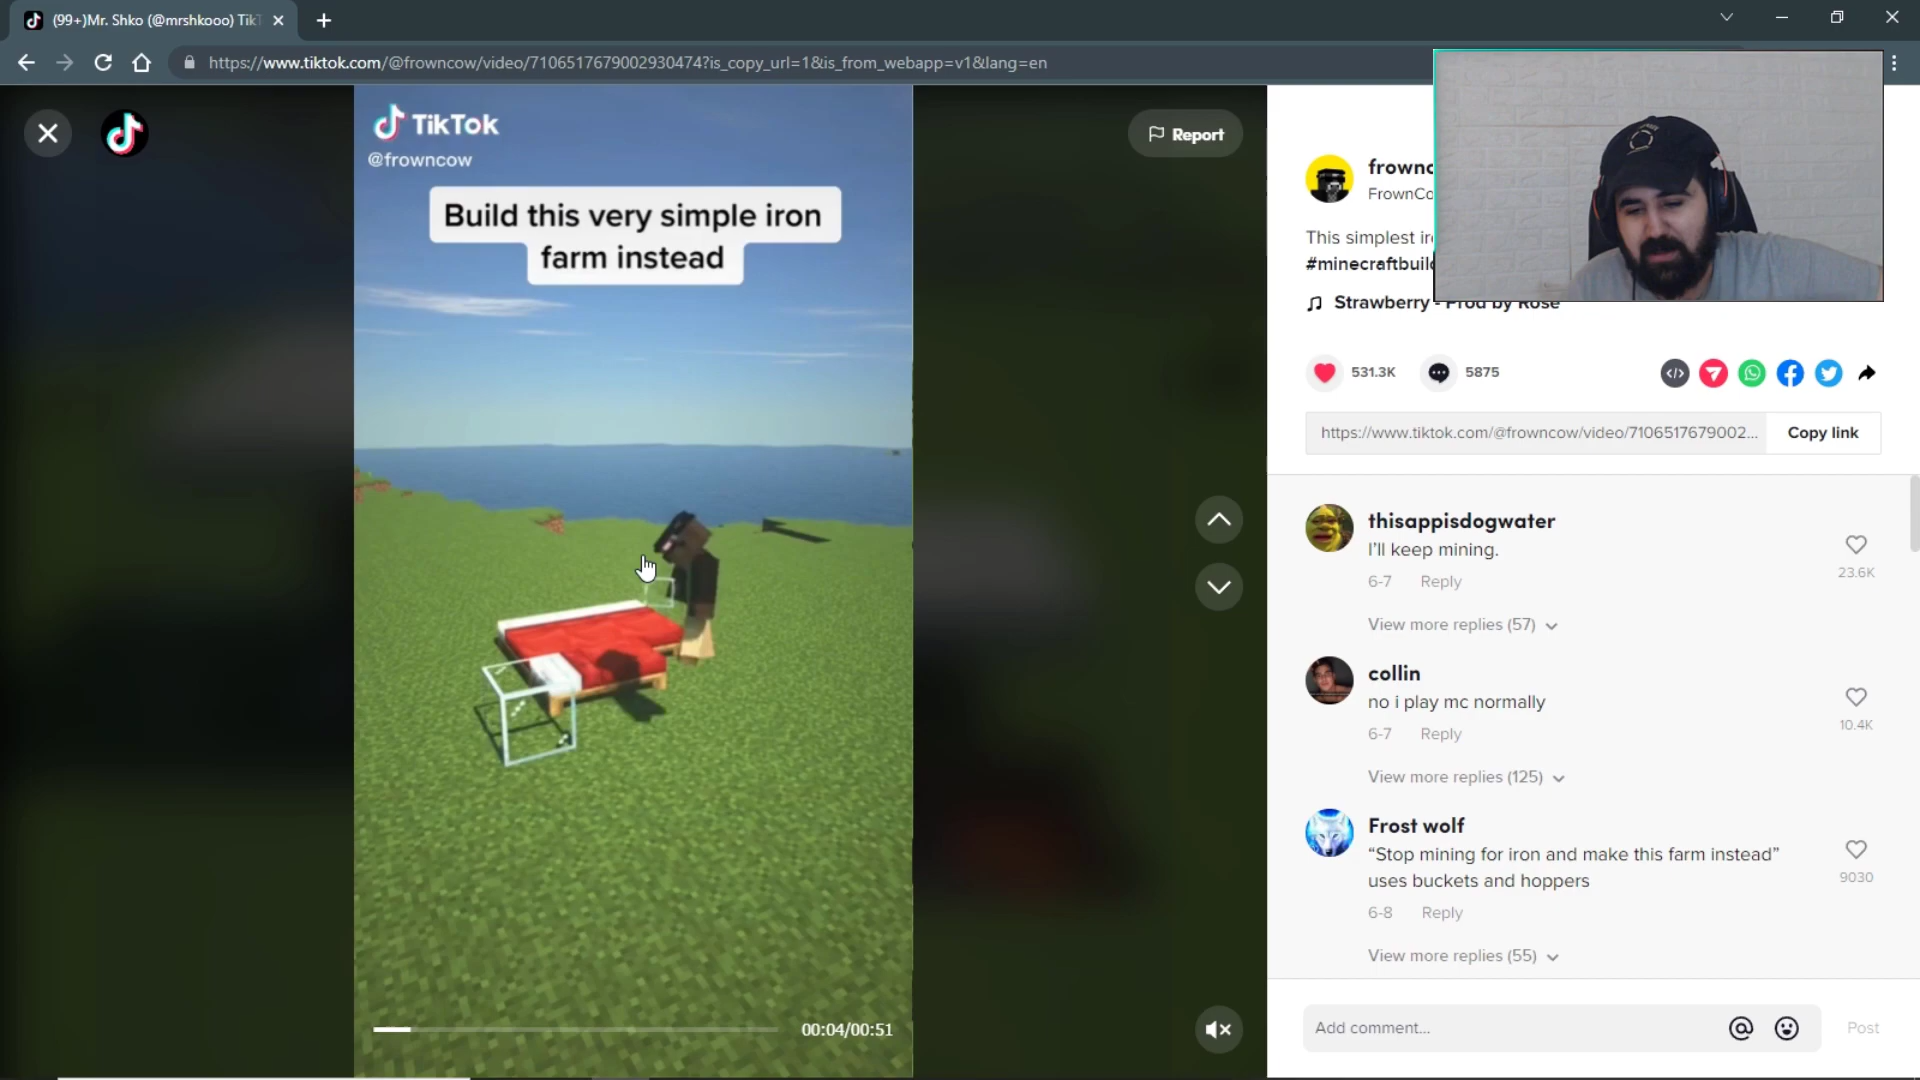 (99+)Mr. Shko (@mrshkooo) Tik
https://www.tiktok.com/@frowncow/video/7106517679002930474?is_copy_url=1&is_from_webapp=v1&lang=en
TikTok
@frowncow
Report
Build this very simple iron
farm instead
00:04/00:51
frownc
FrownCo
This simplest ir
#minecraftbuil
Strawberry - Prod by Rose
531.3K
5875
https://www.tiktok.com/@frowncow/video/7106517679002...
Copy link
thisappisdogwater
I'll keep mining.
23.6K
6-7 Reply
View more replies (57)
collin
no i play mc normally
10.4K
6-7 Reply
View more replies (125)
Frost wolf
“Stop mining for iron and make this farm instead”
uses buckets and hoppers
9030
6-8 Reply
View more replies (55)
Add comment...
Post